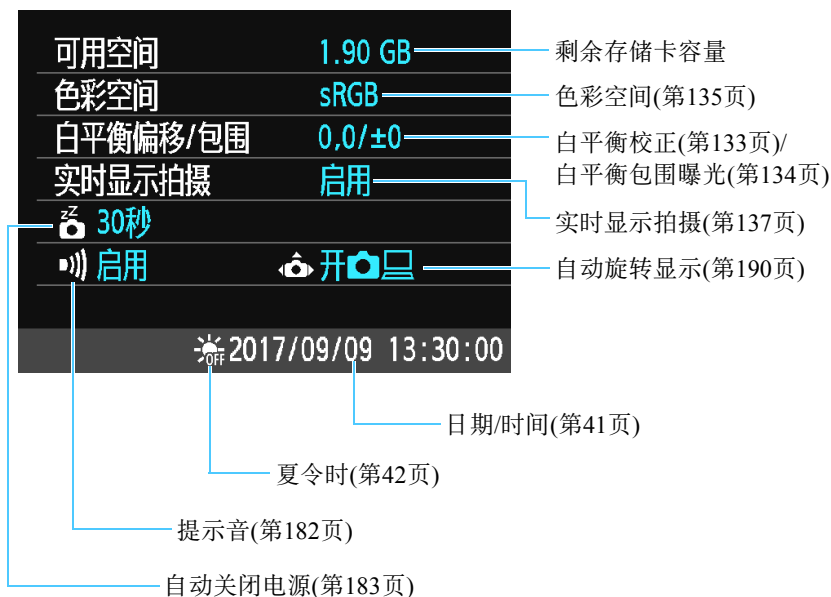 可用空间 1.90 GB 剩余存储卡容量
色彩空间 sRGB 色彩空间(第135页)
白平衡偏移/包围 0,0/±0 白平衡校正(第133页)/
白平衡包围曝光(第134页)
实时显示拍摄 启用 实时显示拍摄(第137页)
zZ 30秒
启用 开 自动旋转显示(第190页)
OFF 2017/09/09 13:30:00
日期/时间(第41页)
夏令时(第42页)
提示音(第182页)
自动关闭电源(第183页)